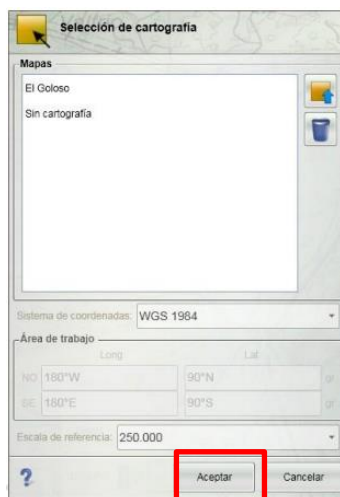 Selección de cartografía
Mapas
El Goloso
Sin cartografía
Sistema de coordenadas: WGS 1984
Área de trabajo
Long Lat
NO 180°W 90°N gr
SE 180°E 90°S gr
Escala de referencia: 250.000
? Aceptar Cancelar